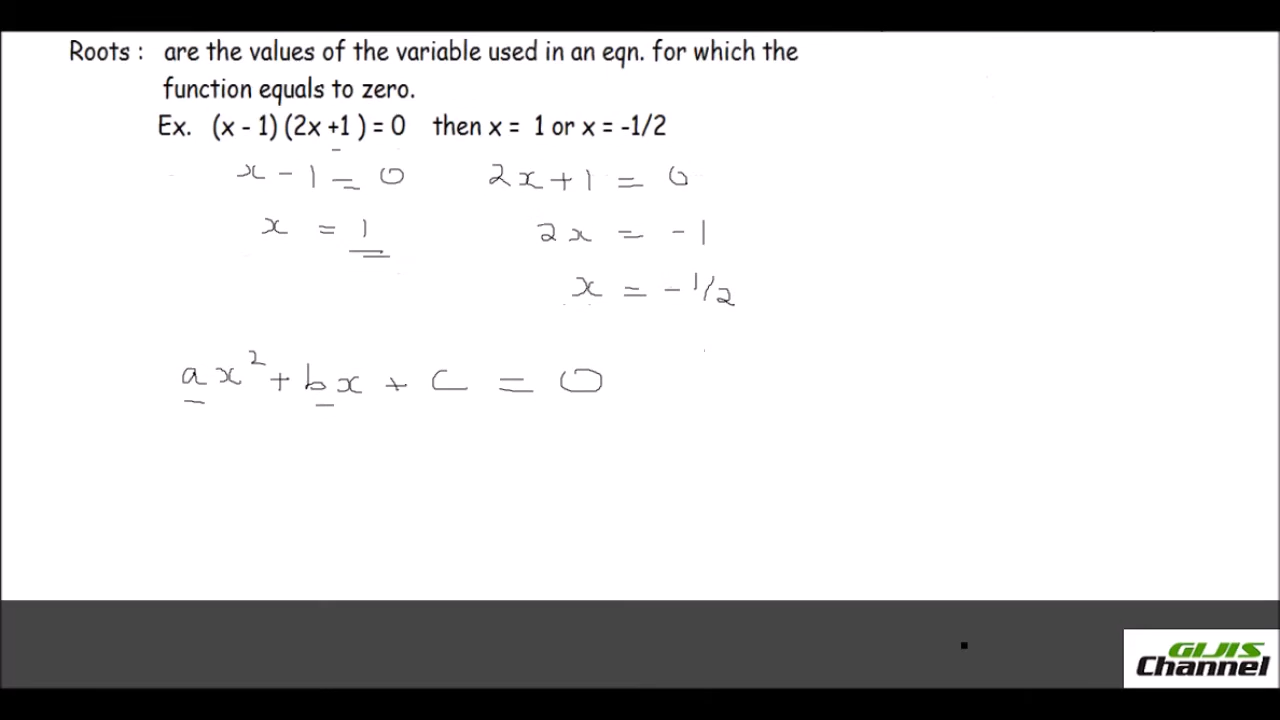 Roots : are the values of the variable used in an eqn. for which the
function equals to zero.
Ex. (x - 1) (2x +1 ) = 0 then x = 1 or x = -1/2
x - 1 = 0 2x + 1 = 0
x = 1 2x = - 1
x = - 1/2
ax² + bx + c = 0
GIJIS
Channel